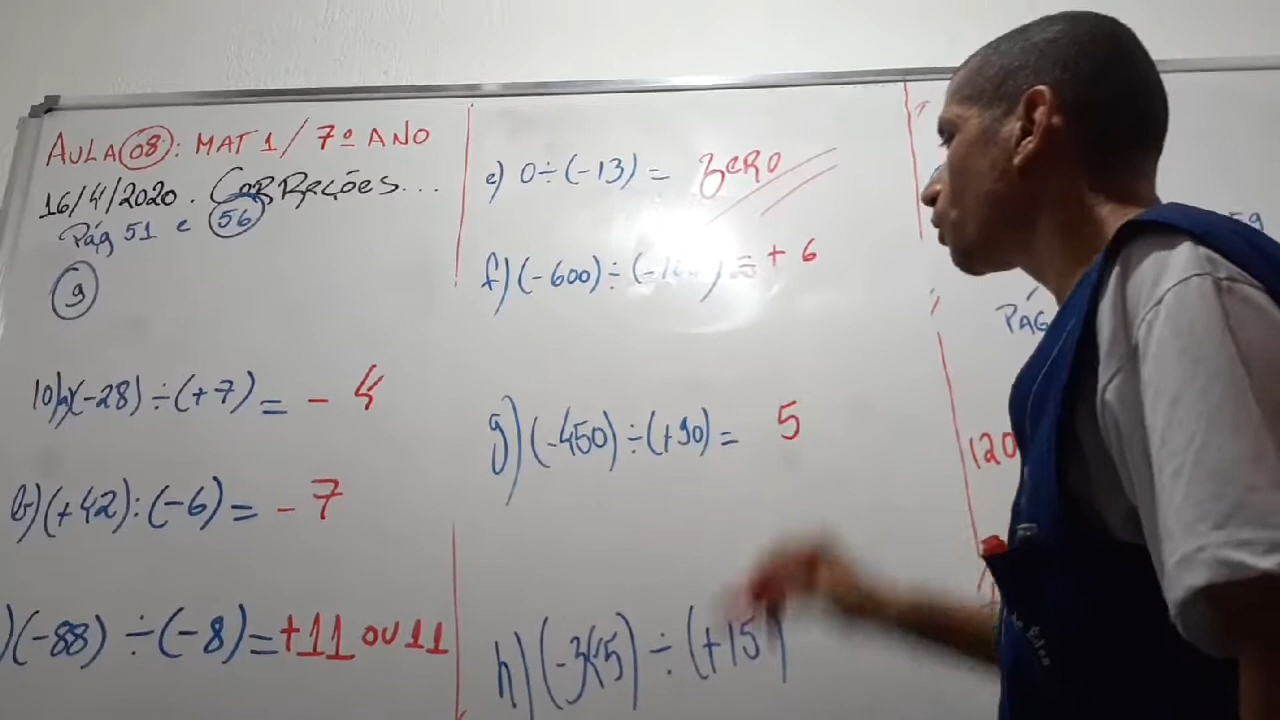 AULA 08: MAT 1 / 7º ANO
16/4/2020. CORREÇÕES...
Pág 51 e 56
9
10)a)(-28) ÷ (+7) = - 4
b)(+42) : (-6) = - 7
)(-88) ÷ (-8) = +11 OU 11
e) 0 ÷ (-13) = ZERO
f) (-600) ÷ (-100) = + 6
g) (-450) ÷ (+90) = 5
h) (-345) ÷ (+15)
59
PÁG
120